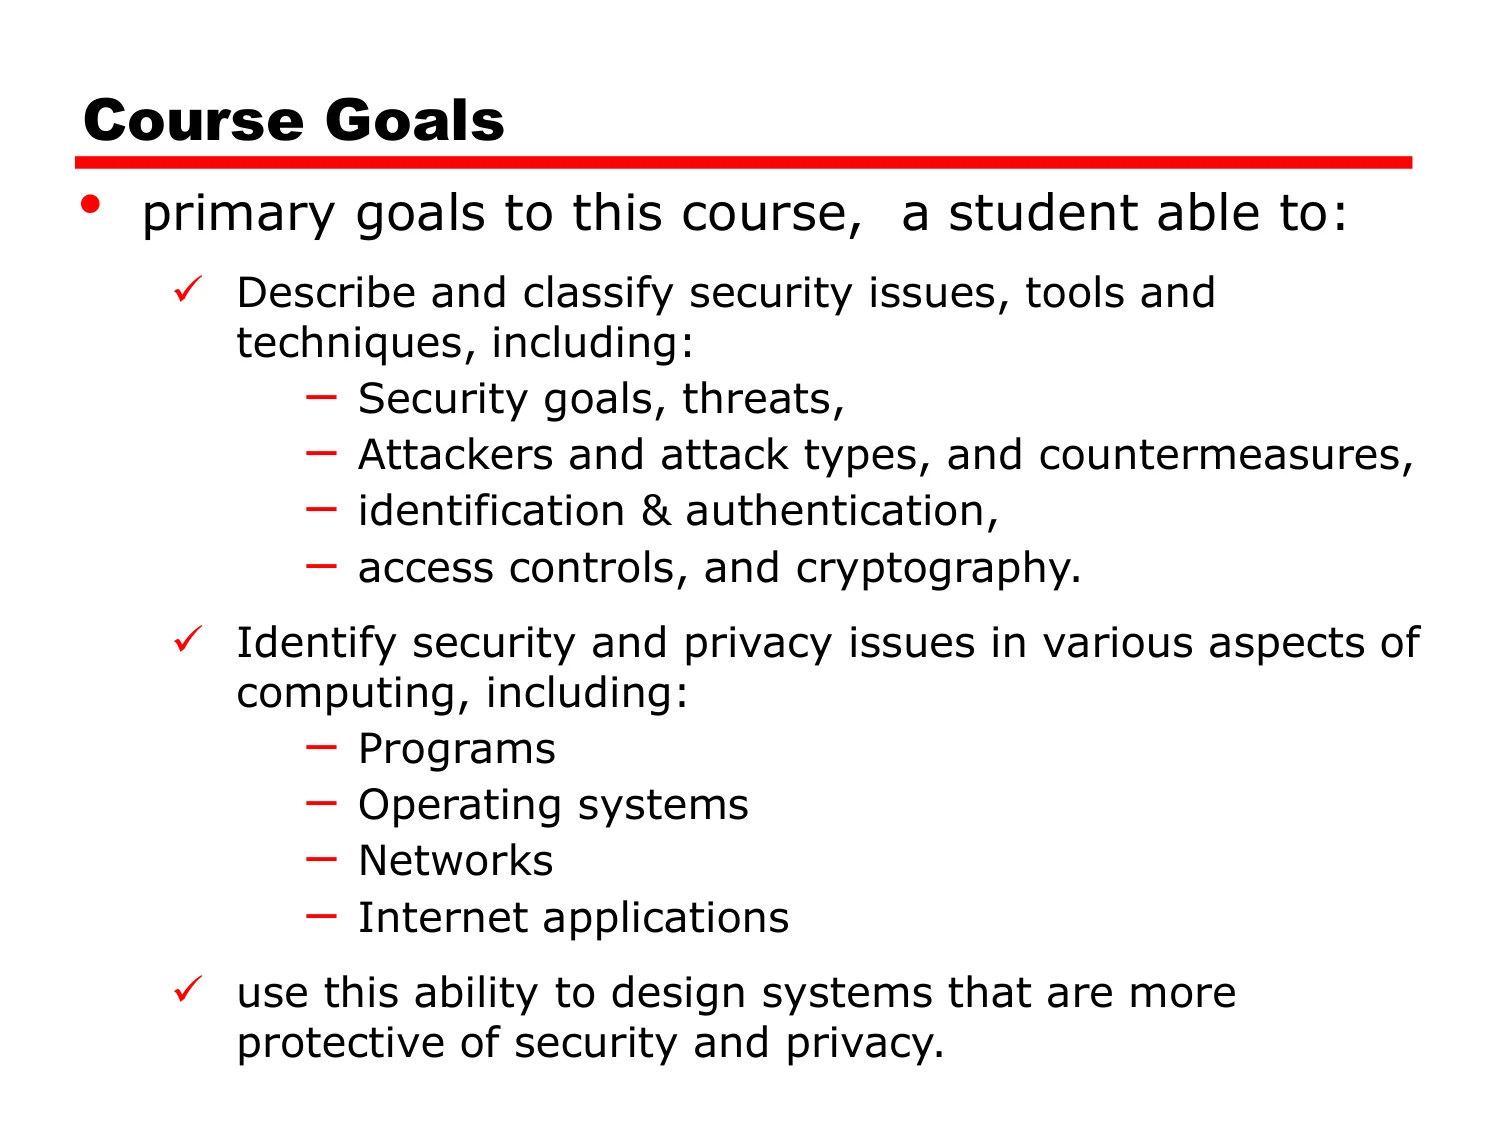 Course Goals
• primary goals to this course,  a student able to:
✓ Describe and classify security issues, tools and
techniques, including:
– Security goals, threats,
– Attackers and attack types, and countermeasures,
– identification & authentication,
– access controls, and cryptography.
✓ Identify security and privacy issues in various aspects of
computing, including:
– Programs
– Operating systems
– Networks
– Internet applications
✓ use this ability to design systems that are more
protective of security and privacy.